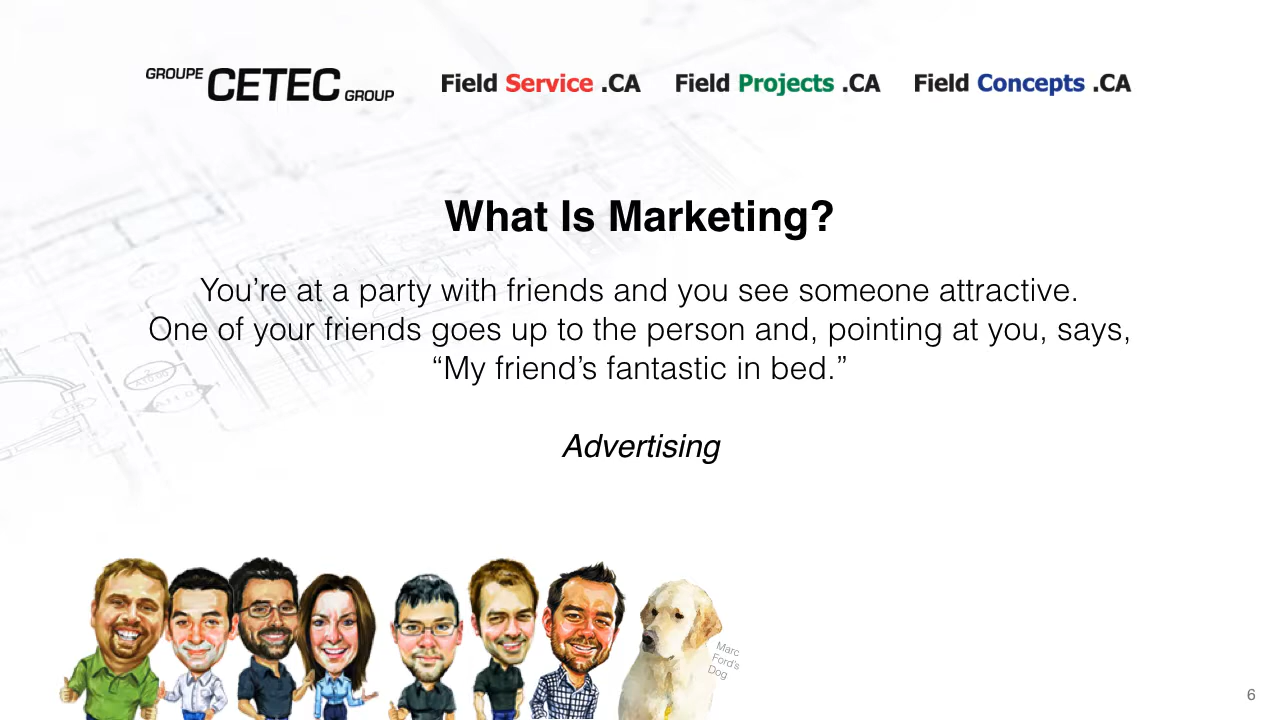 GROUPE CETEC GROUP
Field Service .CA
Field Projects .CA
Field Concepts .CA
What Is Marketing?
You’re at a party with friends and you see someone attractive.
One of your friends goes up to the person and, pointing at you, says,
“My friend’s fantastic in bed.”
Advertising
Marc
Ford's
Dog
6